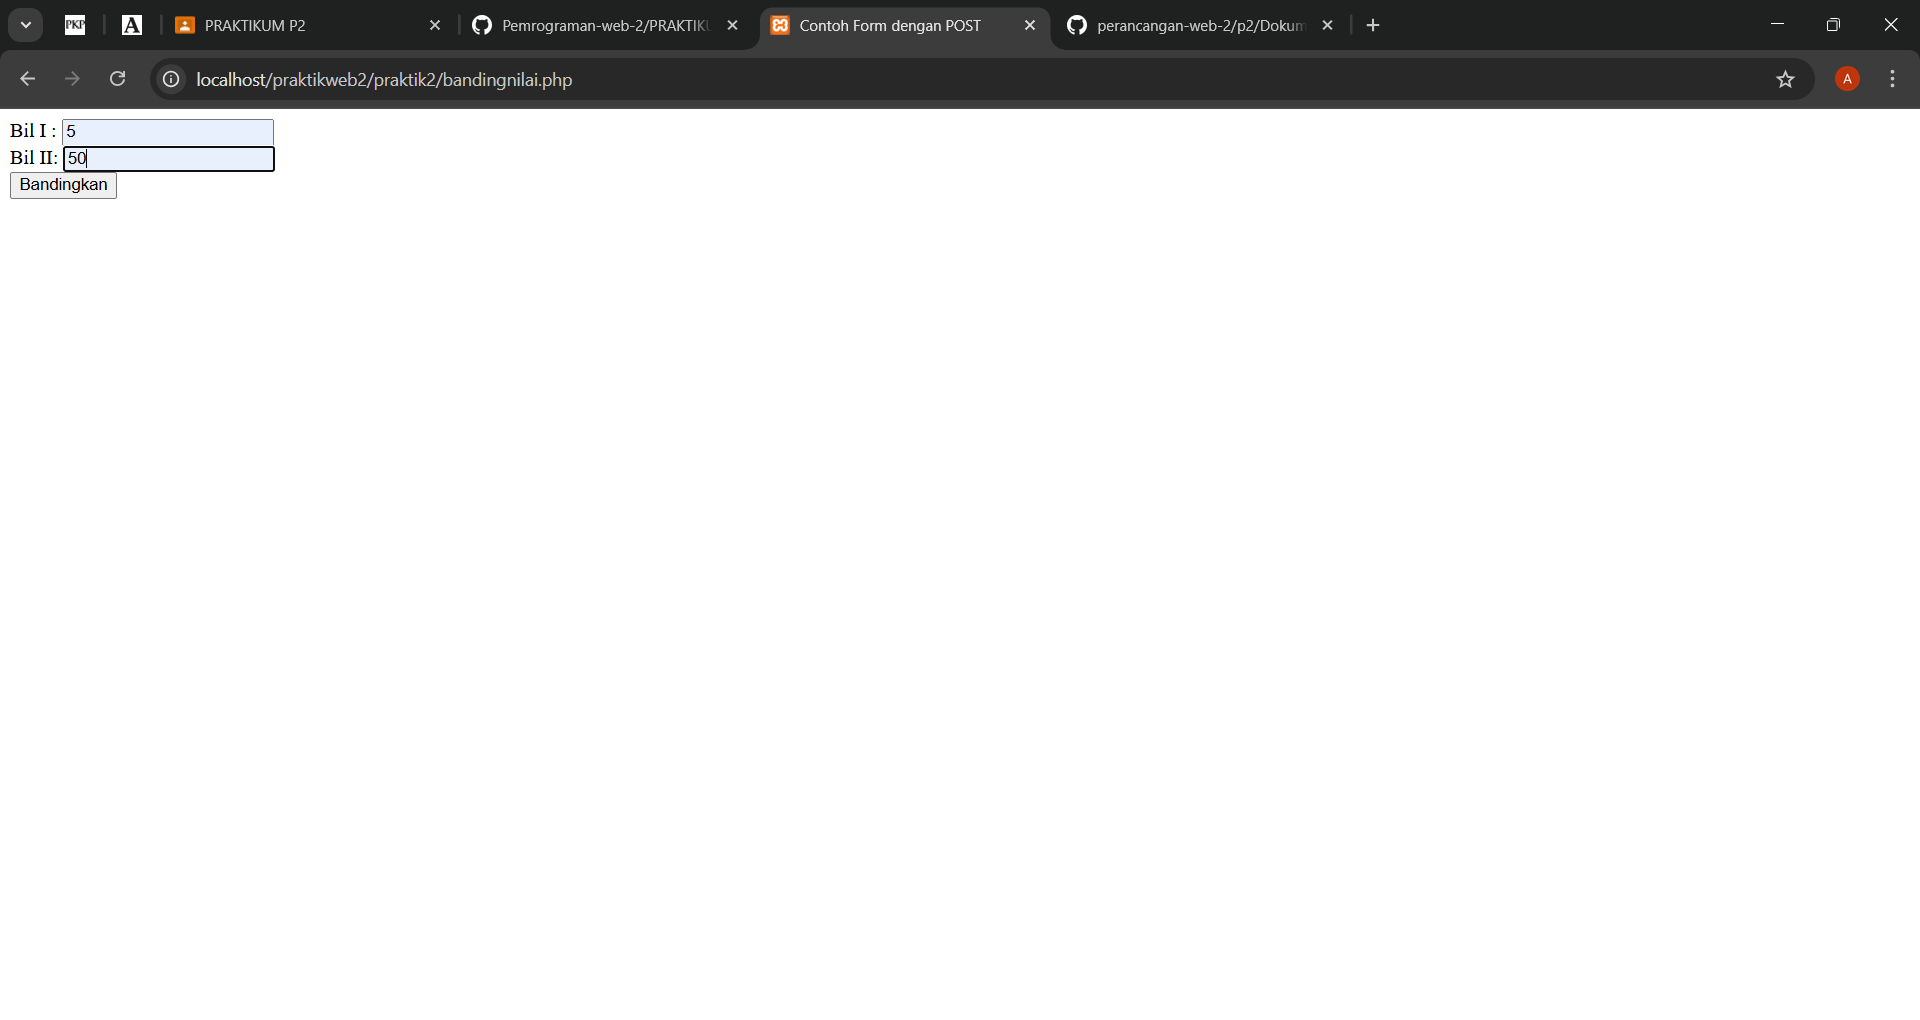 PKP
A
PRAKTIKUM P2
Pemrograman-web-2/PRAKTIK
Contoh Form dengan POST
perancangan-web-2/p2/Dokum
localhost/praktikweb2/praktik2/bandingnilai.php
A
Bil I : 5
Bil II: 50
Bandingkan